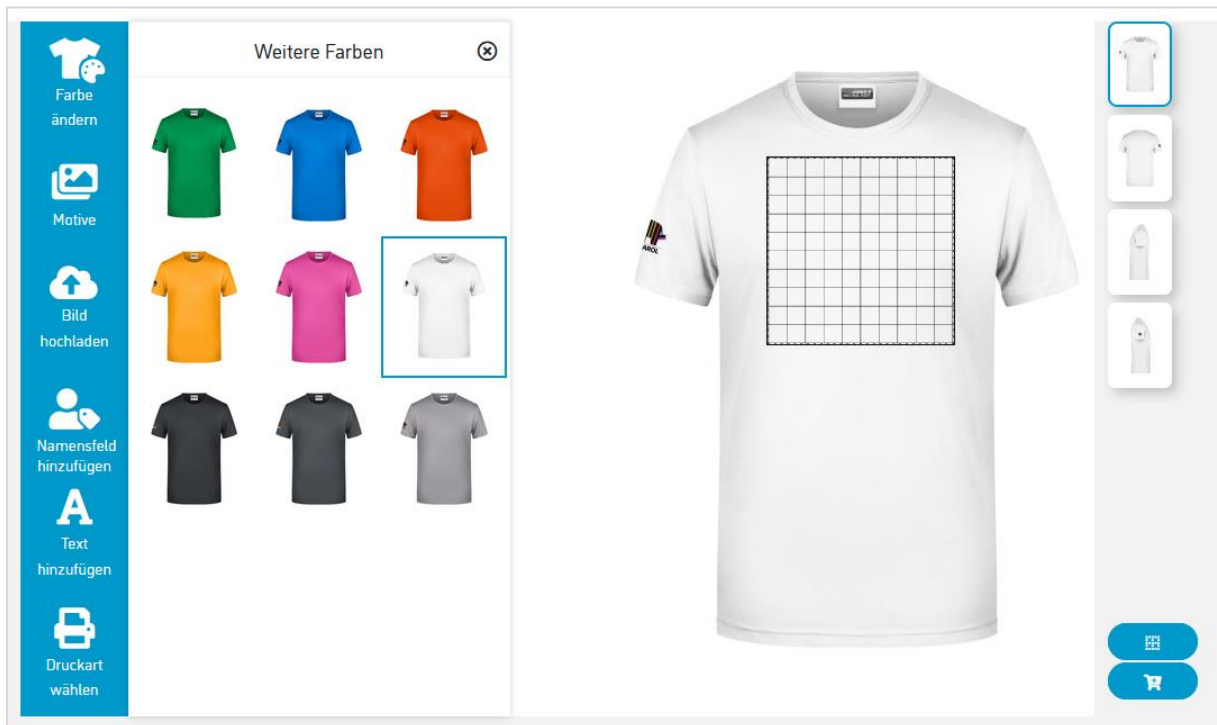 Farbe
ändern
Motive
Bild
hochladen
Namensfeld
hinzufügen
Text
hinzufügen
Druckart
wählen
Weitere Farben